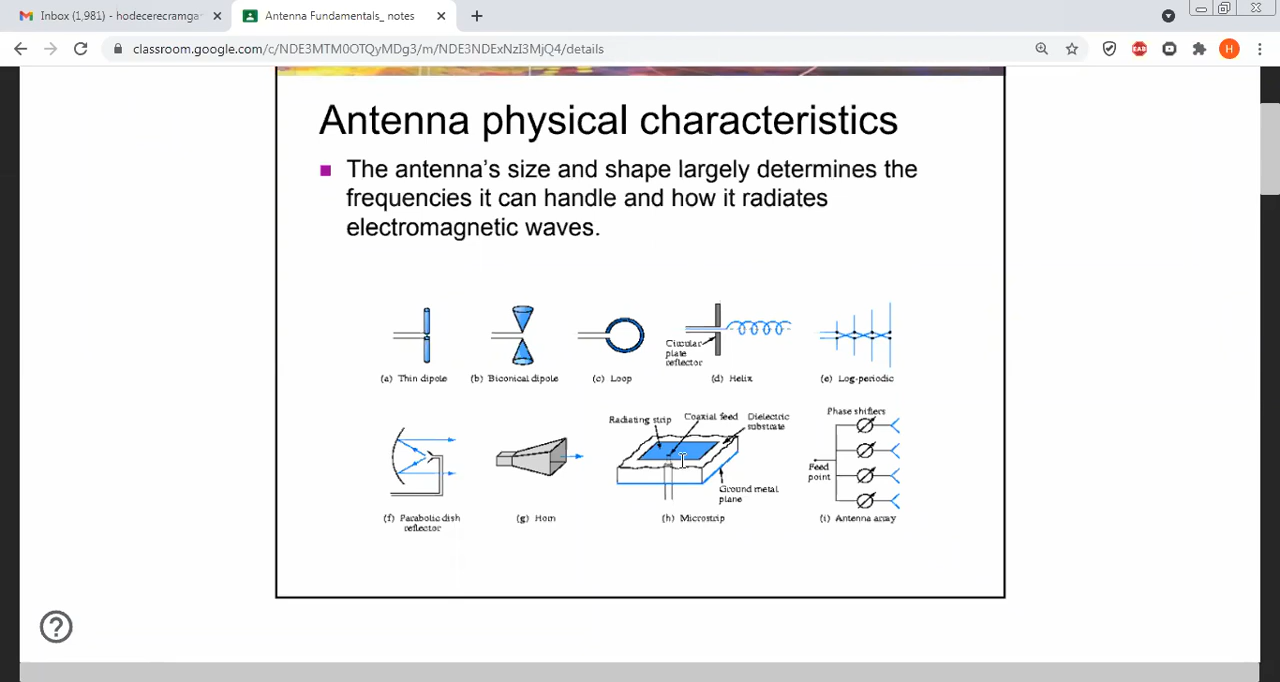 Inbox (1,981) - hodecerecramga
Antenna Fundamentals_ notes
classroom.google.com/c/NDE3MTM0OTQyMDg3/m/NDE3NDExNzI3MjQ4/details
EAD
H
Antenna physical characteristics
The antenna's size and shape largely determines the
frequencies it can handle and how it radiates
electromagnetic waves.
Circular
plate
reflector
(a) Thin dipole
(b) Biconical dipole
(c) Loop
(d) Helix
(e) Log-periodic
Radiating strip
Coaxial feed
Dielectric
substrate
Ground metal
plane
Phase shifters
Feed
point
(f) Parabolic dish
reflector
(g) Horn
(h) Microstrip
(i) Antenna array
?